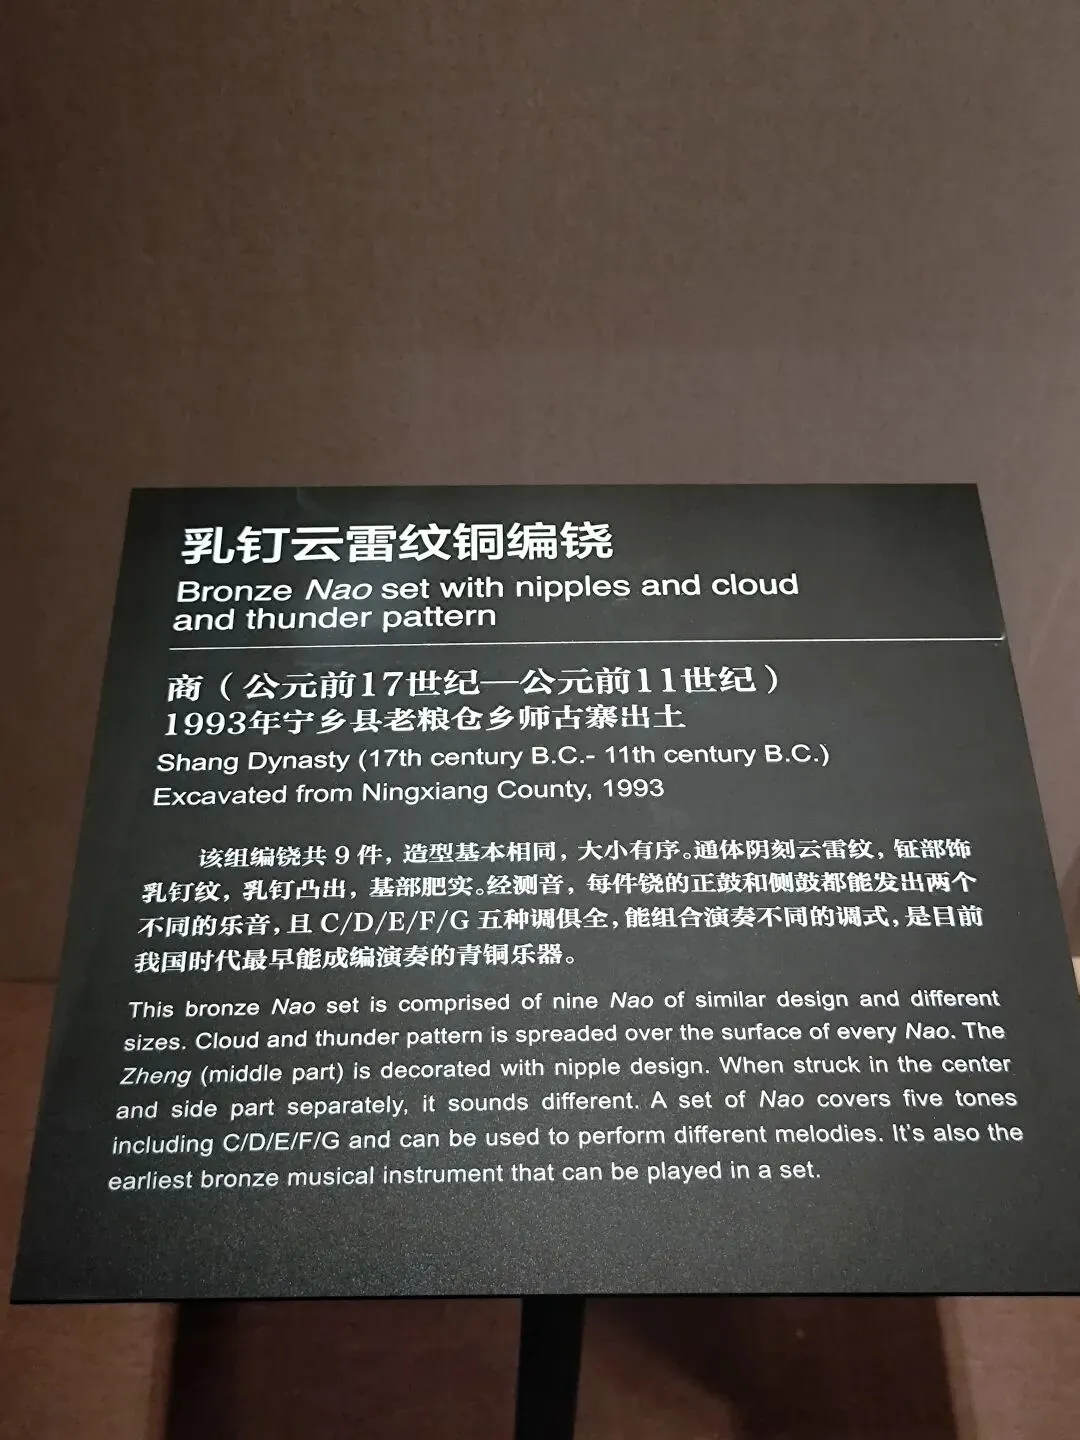 乳钉云雷纹铜编铙
Bronze Nao set with nipples and cloud
and thunder pattern
商（公元前17世纪—公元前11世纪）
1993年宁乡县老粮仓乡师古寨出土
Shang Dynasty (17th century B.C.- 11th century B.C.)
Excavated from Ningxiang County, 1993
该组编铙共 9 件，造型基本相同，大小有序。通体阴刻云雷纹，钲部饰
乳钉纹，乳钉凸出，基部肥实。经测音，每件铙的正鼓和侧鼓都能发出两个
不同的乐音，且 C/D/E/F/G 五种调俱全，能组合演奏不同的调式，是目前
我国时代最早能成编演奏的青铜乐器。
This bronze Nao set is comprised of nine Nao of similar design and different
sizes. Cloud and thunder pattern is spreaded over the surface of every Nao. The
Zheng (middle part) is decorated with nipple design. When struck in the center
and side part separately, it sounds different. A set of Nao covers five tones
including C/D/E/F/G and can be used to perform different melodies. It's also the
earliest bronze musical instrument that can be played in a set.